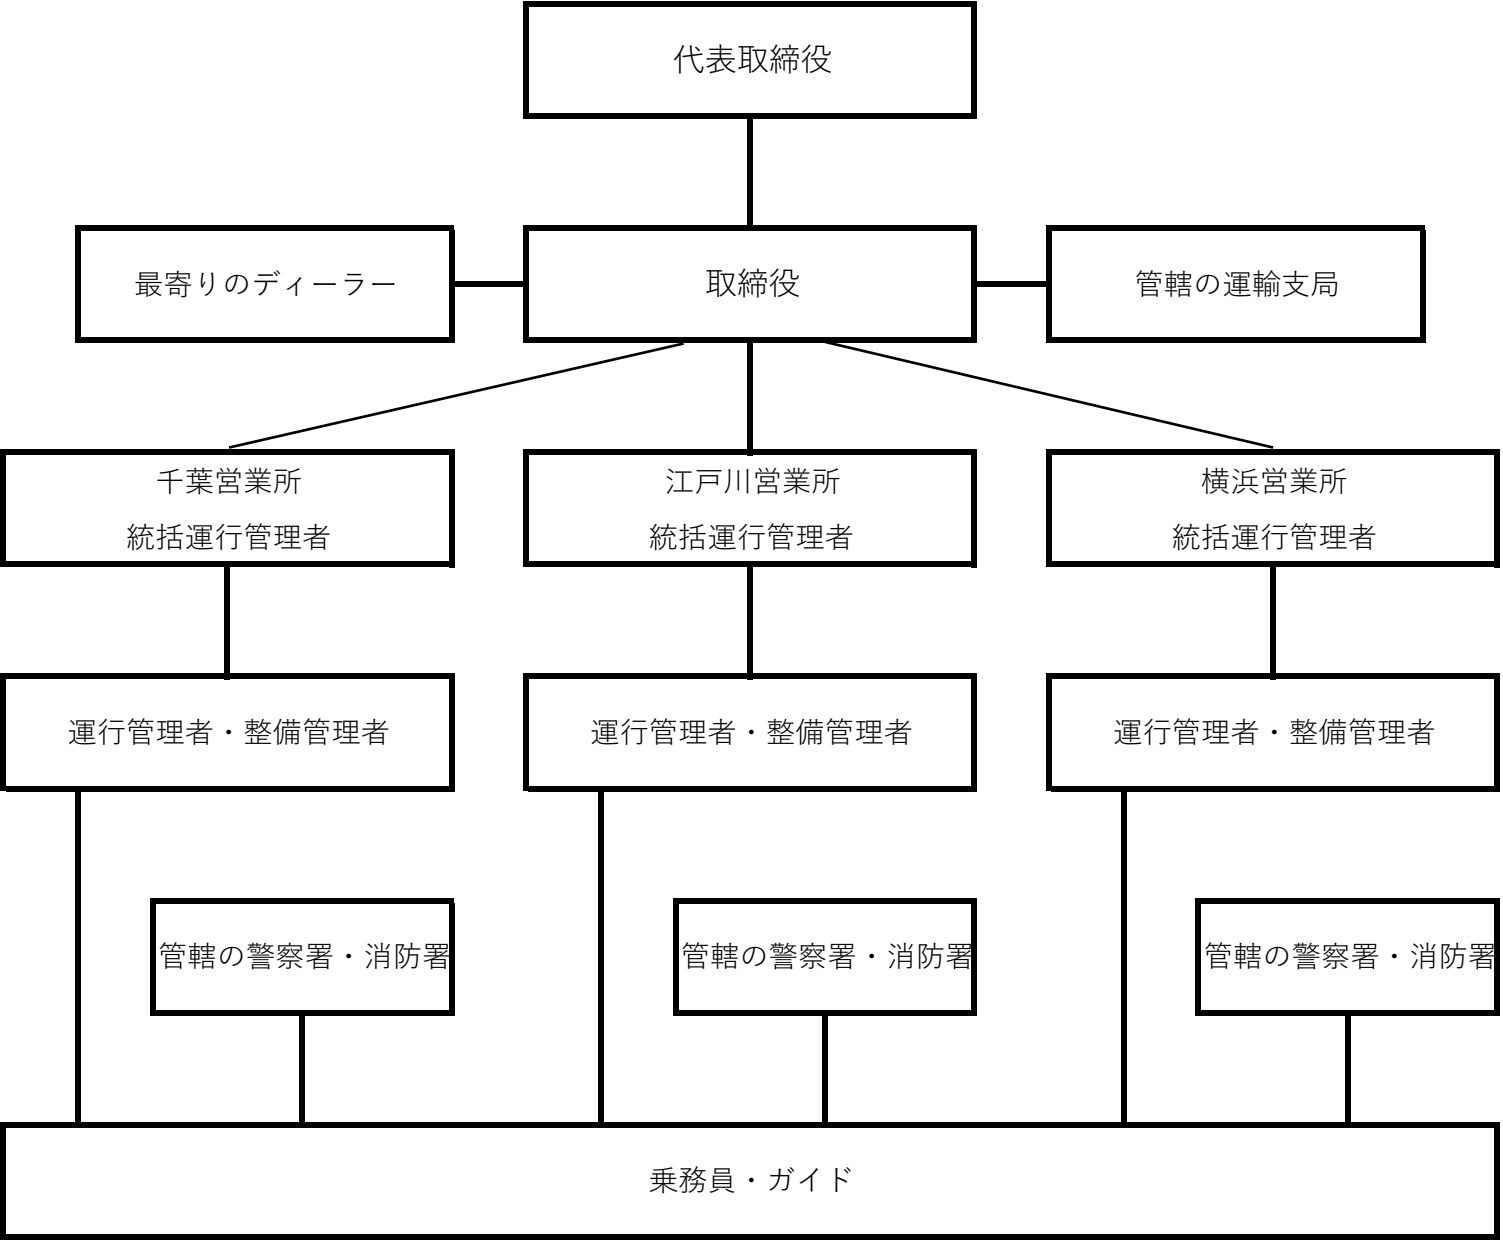 代表取締役
最寄りのディーラー
取締役
管轄の運輸支局
千葉営業所
統括運行管理者
江戸川営業所
統括運行管理者
横浜営業所
統括運行管理者
運行管理者・整備管理者
運行管理者・整備管理者
運行管理者・整備管理者
管轄の警察署・消防署
管轄の警察署・消防署
管轄の警察署・消防署
乗務員・ガイド